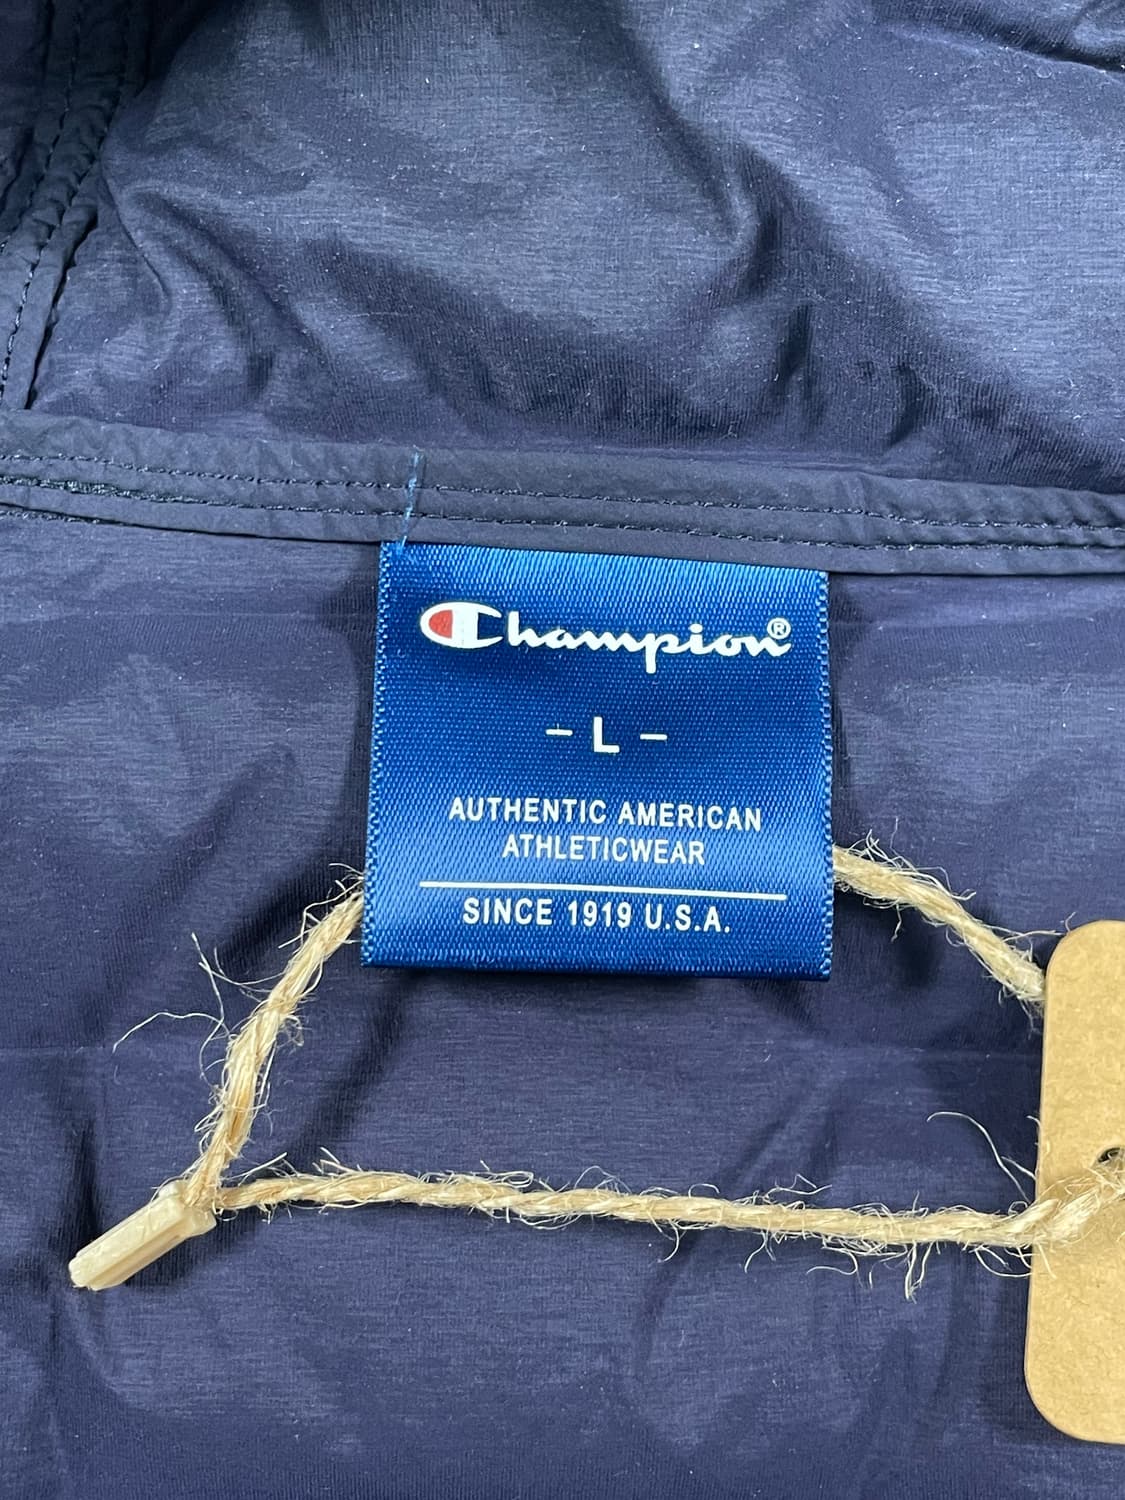 Champion®
- L -
AUTHENTIC AMERICAN
ATHLETICWEAR
SINCE 1919 U.S.A.